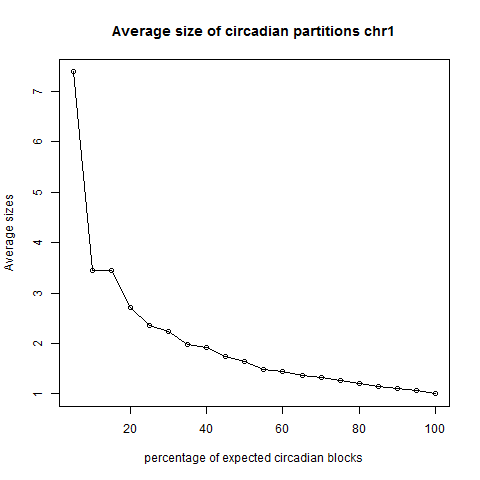 Average size of circadian partitions chr1
Average sizes
7
6
5
4
3
2
1
20 40 60 80 100
percentage of expected circadian blocks